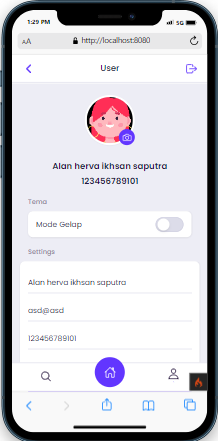 1:29 PM 5G
AA http://localhost:8080
User
Alan herva ikhsan saputra
123456789101
Tema
Mode Gelap
Settings
Alan herva ikhsan saputra
asd@asd
123456789101